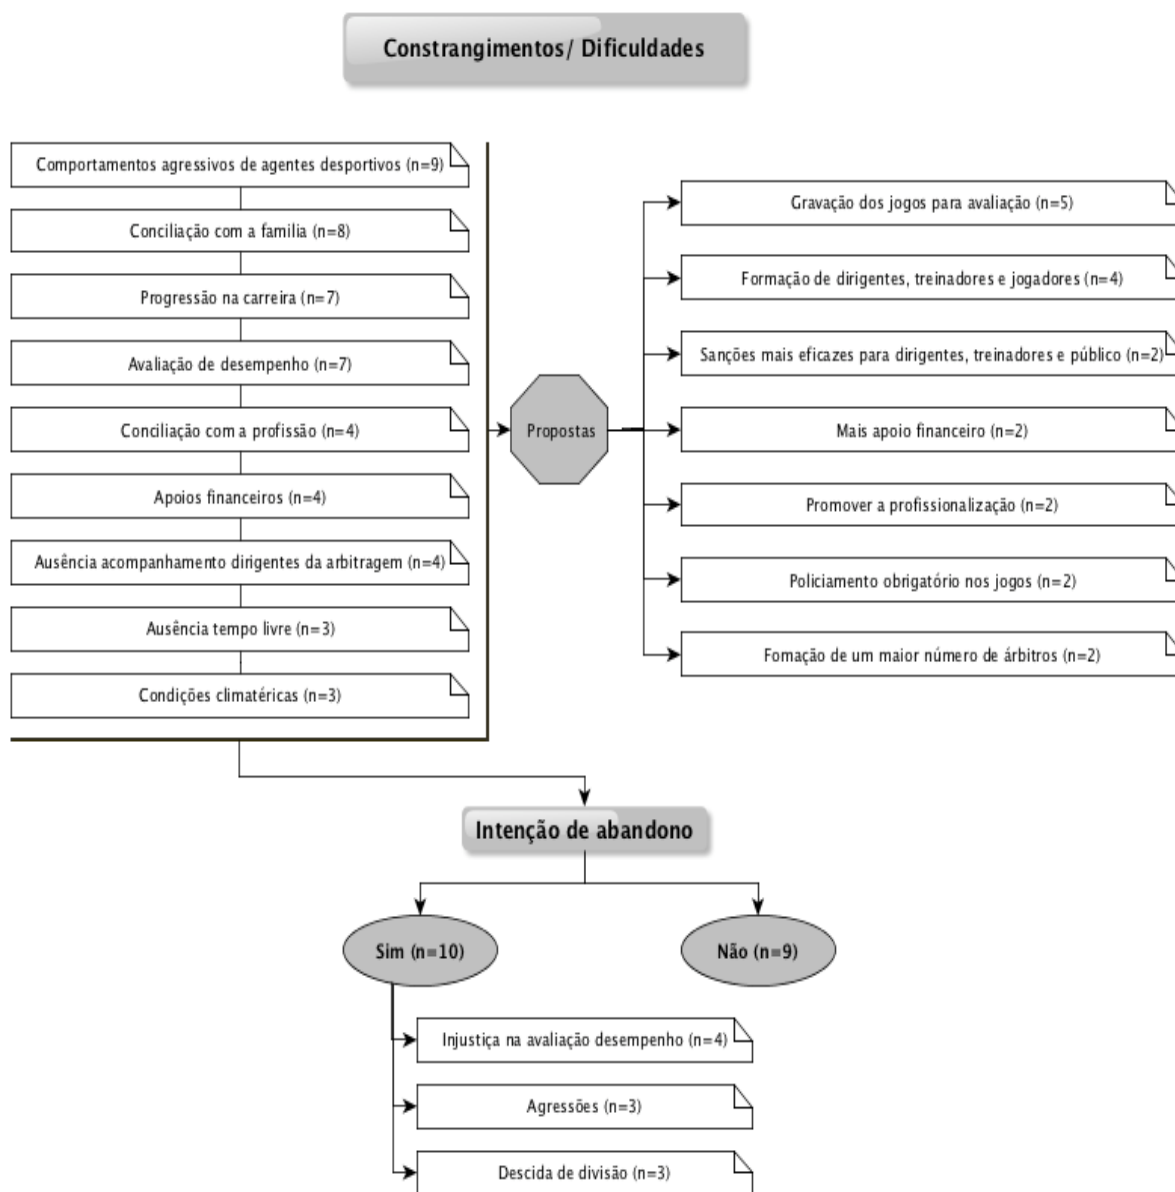 Constrangimentos/ Dificuldades
Comportamentos agressivos de agentes desportivos (n=9)
Conciliação com a familia (n=8)
Progressão na carreira (n=7)
Avaliação de desempenho (n=7)
Conciliação com a profissão (n=4)
Apoios financeiros (n=4)
Ausência acompanhamento dirigentes da arbitragem (n=4)
Ausência tempo livre (n=3)
Condições climatéricas (n=3)
Propostas
Gravação dos jogos para avaliação (n=5)
Formação de dirigentes, treinadores e jogadores (n=4)
Sanções mais eficazes para dirigentes, treinadores e público (n=2)
Mais apoio financeiro (n=2)
Promover a profissionalização (n=2)
Policiamento obrigatório nos jogos (n=2)
Fomação de um maior número de árbitros (n=2)
Intenção de abandono
Sim (n=10)
Não (n=9)
Injustiça na avaliação desempenho (n=4)
Agressões (n=3)
Descida de divisão (n=3)